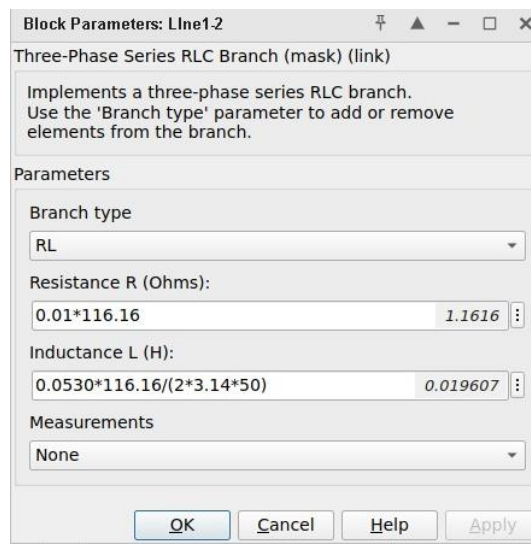 Block Parameters: LIne1-2
Three-Phase Series RLC Branch (mask) (link)
Implements a three-phase series RLC branch.
Use the 'Branch type' parameter to add or remove
elements from the branch.
Parameters
Branch type
RL
Resistance R (Ohms):
0.01*116.16 1.1616
Inductance L (H):
0.0530*116.16/(2*3.14*50) 0.019607
Measurements
None
OK Cancel Help Apply